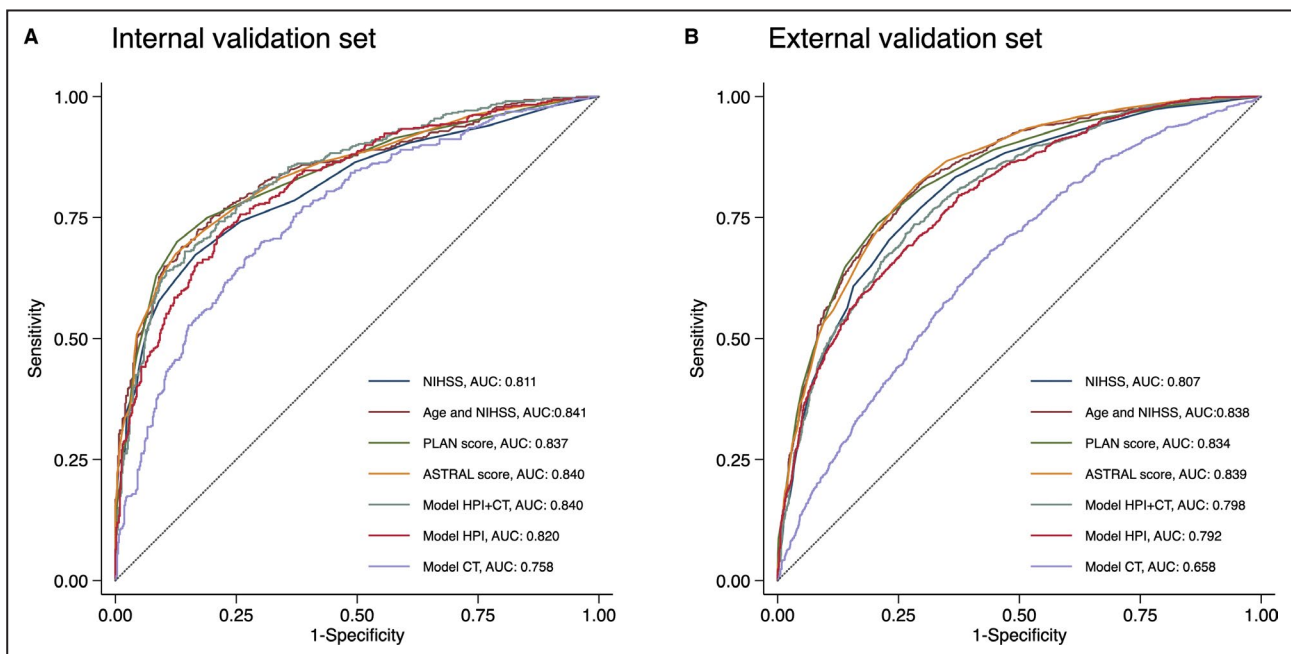 A Internal validation set
1.00
0.75
0.50
0.25
0.00
Sensitivity
NIHSS, AUC: 0.811
Age and NIHSS, AUC:0.841
PLAN score, AUC: 0.837
ASTRAL score, AUC: 0.840
Model HPI+CT, AUC: 0.840
Model HPI, AUC: 0.820
Model CT, AUC: 0.758
0.00 0.25 0.50 0.75 1.00
1-Specificity
B External validation set
1.00
0.75
0.50
0.25
0.00
Sensitivity
NIHSS, AUC: 0.807
Age and NIHSS, AUC:0.838
PLAN score, AUC: 0.834
ASTRAL score, AUC: 0.839
Model HPI+CT, AUC: 0.798
Model HPI, AUC: 0.792
Model CT, AUC: 0.658
0.00 0.25 0.50 0.75 1.00
1-Specificity